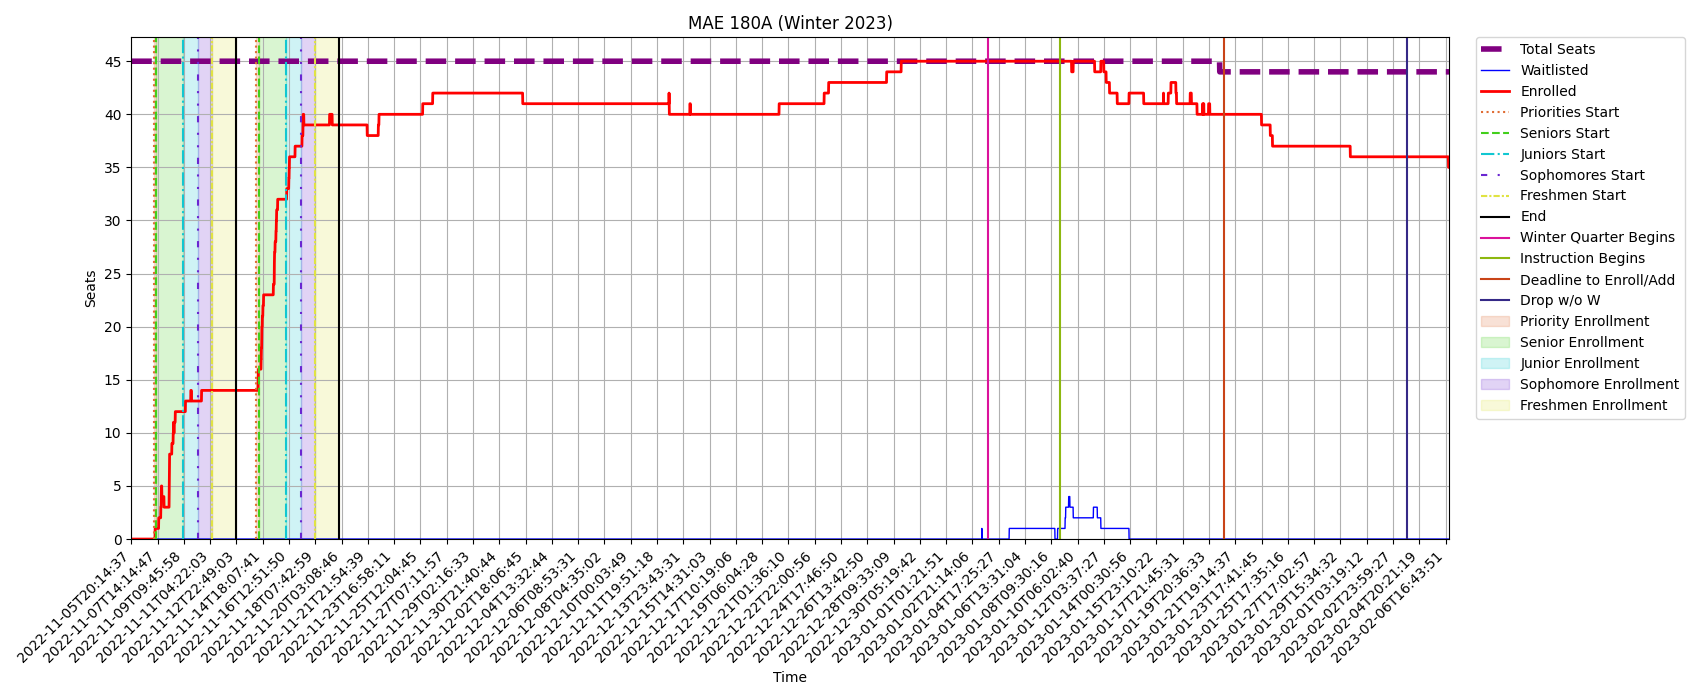 MAE 180A (Winter 2023)
Seats
45
40
35
30
25
20
15
10
5
0
2022-11-05T20:14:37
2022-11-07T14:14:47
2022-11-09T09:45:58
2022-11-11T04:22:03
2022-11-12T22:49:03
2022-11-14T18:07:41
2022-11-16T12:51:50
2022-11-18T07:42:59
2022-11-20T03:08:46
2022-11-21T21:54:39
2022-11-23T16:58:11
2022-11-25T12:04:45
2022-11-27T07:11:57
2022-11-29T02:16:33
2022-11-30T21:40:44
2022-12-02T18:06:45
2022-12-04T13:32:44
2022-12-06T08:53:31
2022-12-08T04:35:02
2022-12-10T00:03:49
2022-12-11T19:51:18
2022-12-13T23:43:31
2022-12-15T14:31:03
2022-12-17T10:19:06
2022-12-19T06:04:28
2022-12-21T01:36:10
2022-12-22T22:00:56
2022-12-24T17:46:50
2022-12-26T13:42:50
2022-12-28T09:33:09
2022-12-30T05:19:42
2023-01-01T01:21:51
2023-01-02T21:14:06
2023-01-04T17:25:27
2023-01-06T13:31:04
2023-01-08T09:30:16
2023-01-10T06:02:40
2023-01-12T03:37:27
2023-01-14T00:30:56
2023-01-15T23:10:22
2023-01-17T21:45:31
2023-01-19T20:36:33
2023-01-21T19:14:37
2023-01-23T17:41:45
2023-01-25T17:35:16
2023-01-27T17:02:57
2023-01-29T15:34:32
2023-02-01T03:19:12
2023-02-02T23:59:27
2023-02-04T20:21:19
2023-02-06T16:43:51
Time
Total Seats
Waitlisted
Enrolled
Priorities Start
Seniors Start
Juniors Start
Sophomores Start
Freshmen Start
End
Winter Quarter Begins
Instruction Begins
Deadline to Enroll/Add
Drop w/o W
Priority Enrollment
Senior Enrollment
Junior Enrollment
Sophomore Enrollment
Freshmen Enrollment